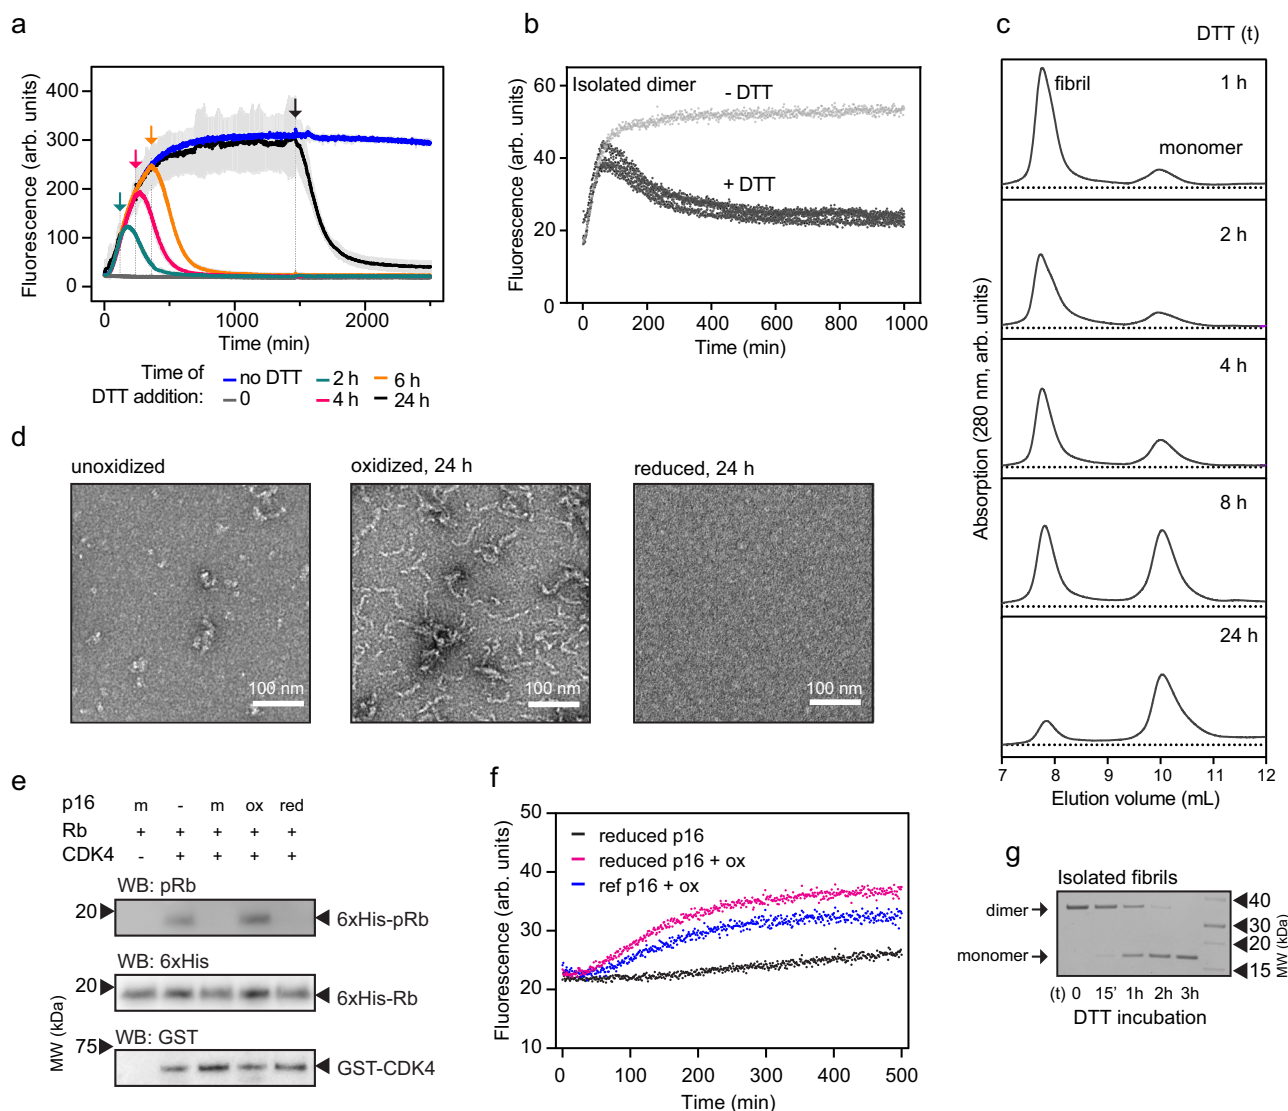 a
Fluorescence (arb. units)
400
300
200
100
0
0 1000 2000
Time (min)
Time of DTT addition:
no DTT 2 h 6 h
0 4 h 24 h
b
Isolated dimer
Fluorescence (arb. units)
60
40
20
0
- DTT
+ DTT
0 200 400 600 800 1000
Time (min)
c
DTT (t)
fibril
monomer
1 h
2 h
4 h
8 h
24 h
Absorption (280 nm, arb. units)
7 8 9 10 11 12
Elution volume (mL)
d
unoxidized
oxidized, 24 h
reduced, 24 h
100 nm
100 nm
100 nm
e
p16 m - m ox red
Rb + + + + +
CDK4 - + + + +
WB: pRb
20
6xHis-pRb
WB: 6xHis
20
6xHis-Rb
WB: GST
75
GST-CDK4
MW (kDa)
f
Fluorescence (arb. units)
50
40
30
20
10
reduced p16
reduced p16 + ox
ref p16 + ox
0 100 200 300 400 500
Time (min)
g
Isolated fibrils
dimer
monomer
40
30
20
15
MW (kDa)
(t) 0 15' 1h 2h 3h
DTT incubation